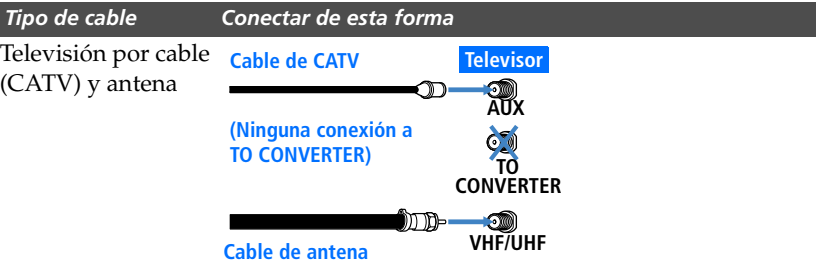 Tipo de cable Conectar de esta forma
Televisión por cable
(CATV) y antena
Cable de CATV
Televisor
AUX
(Ninguna conexión a
TO CONVERTER)
TO
CONVERTER
VHF/UHF
Cable de antena